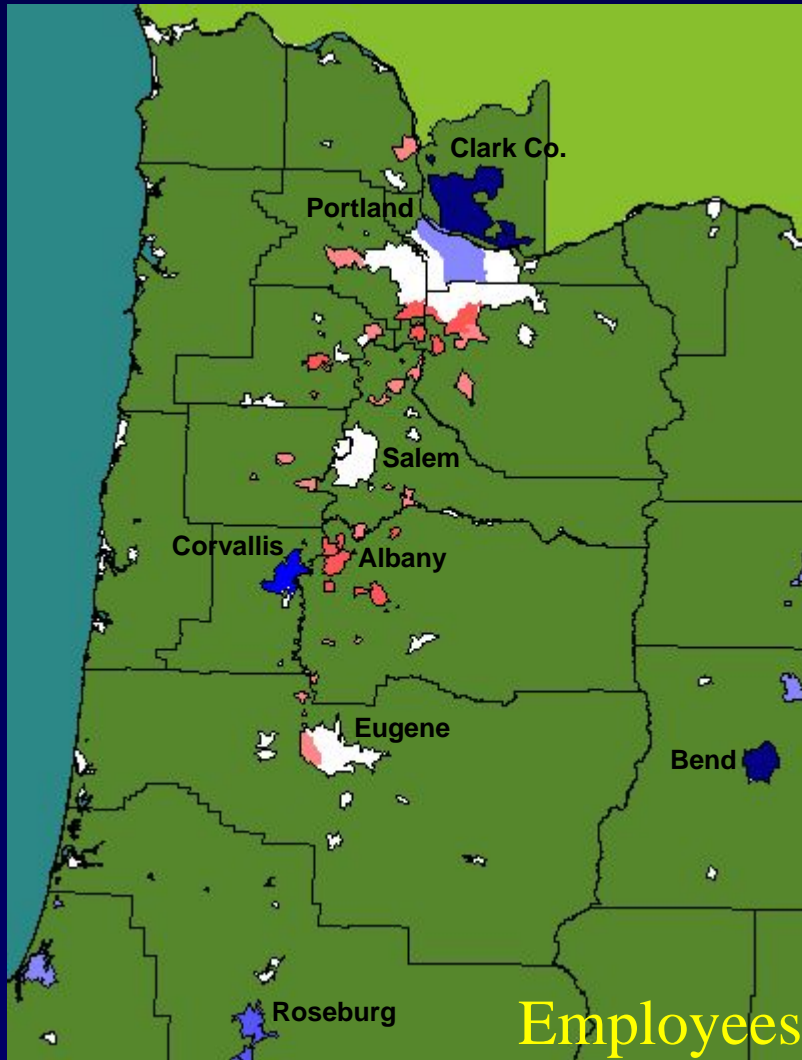 Clark Co.
Portland
Salem
Corvallis
Albany
Eugene
Bend
Roseburg
Employees